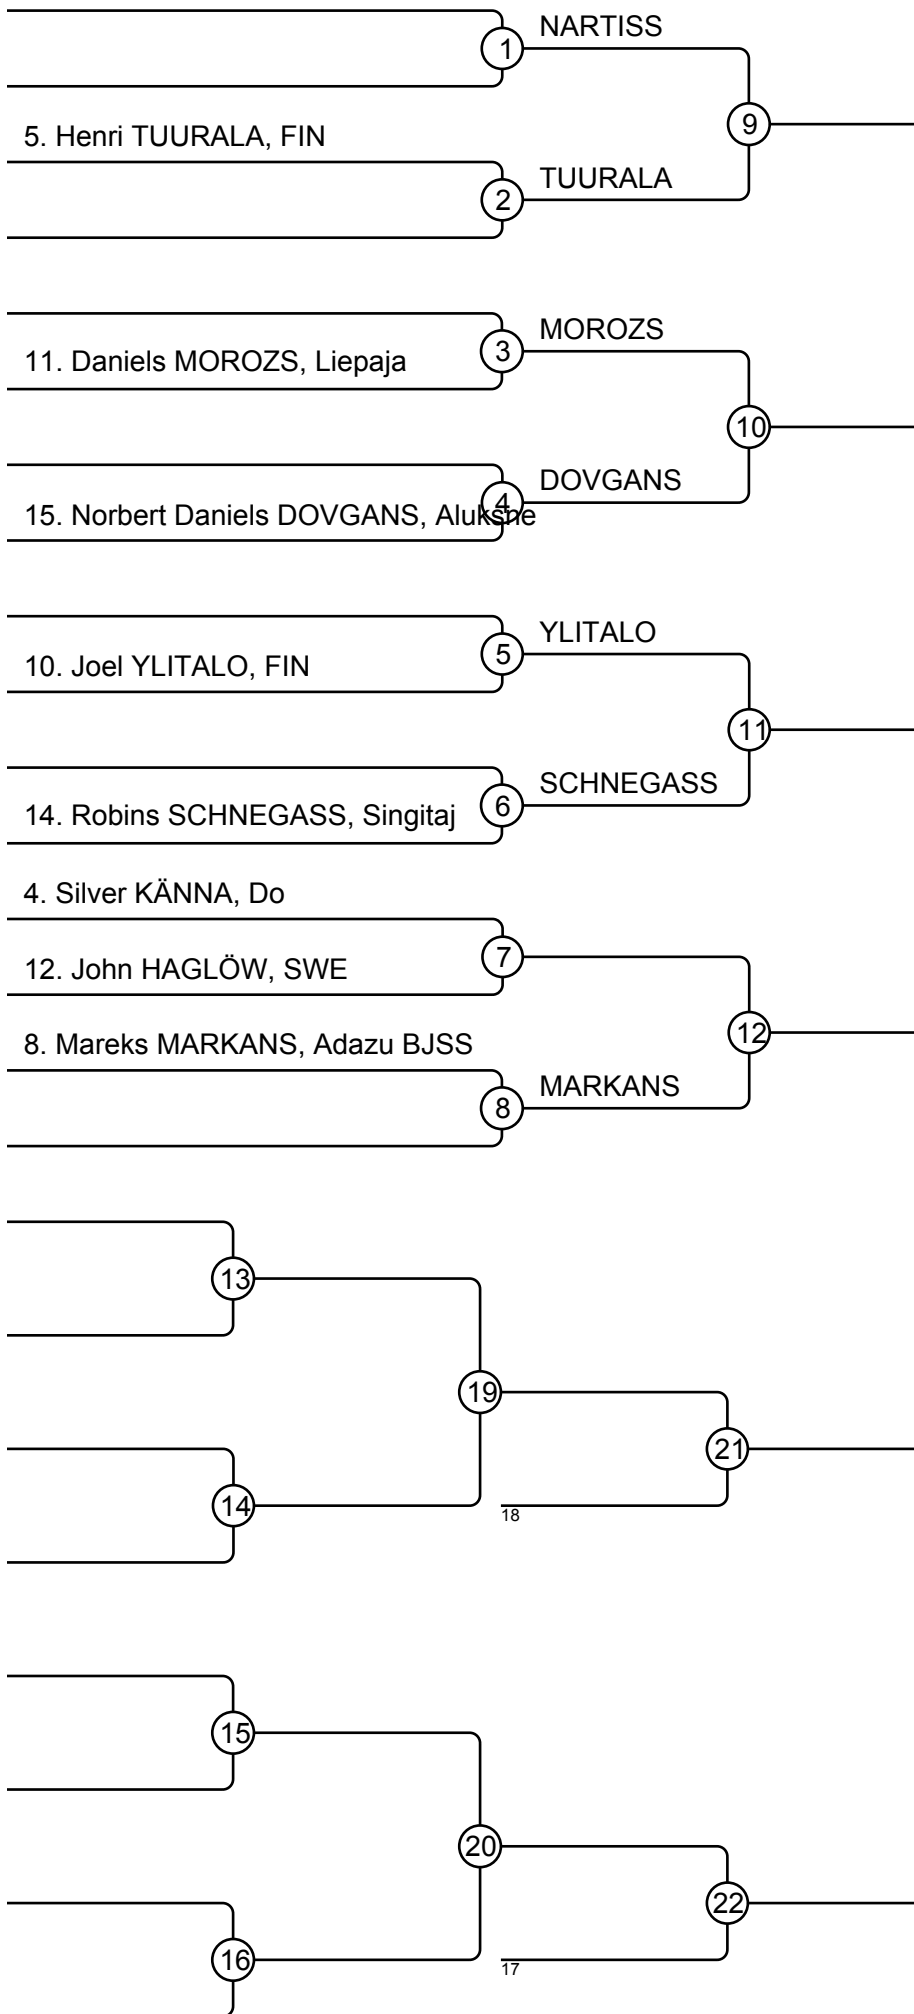 NARTISS
1
5. Henri TUURALA, FIN
9
TUURALA
2
MOROZS
3
11. Daniels MOROZS, Liepaja
10
DOVGANS
4
15. Norbert Daniels DOVGANS, Aluksne
YLITALO
5
10. Joel YLITALO, FIN
11
SCHNEGASS
6
14. Robins SCHNEGASS, Singitaj
4. Silver KÄNNA, Do
7
12. John HAGLÖW, SWE
8. Mareks MARKANS, Adazu BJSS
12
MARKANS
8
13
19
21
14
18
15
20
22
16
17